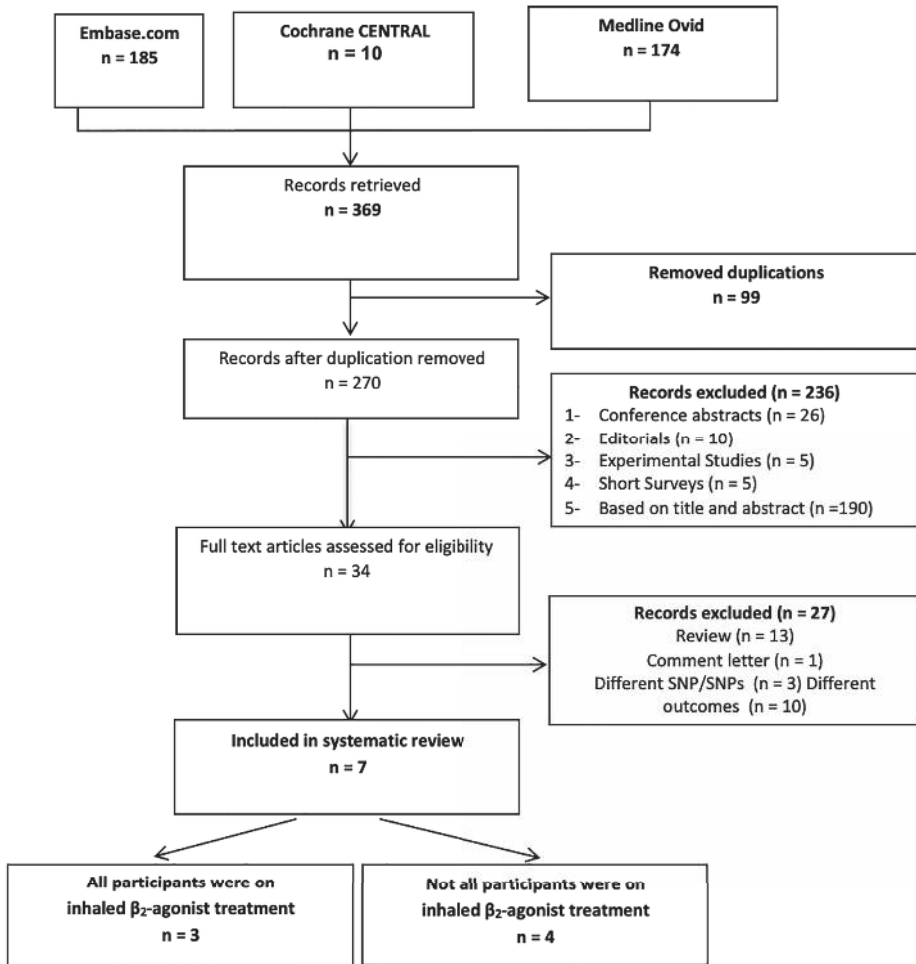 Embase.com
n = 185
Cochrane CENTRAL
n = 10
Medline Ovid
n = 174
Records retrieved
n = 369
Removed duplications
n = 99
Records after duplication removed
n = 270
Records excluded (n = 236)
1- Conference abstracts (n = 26)
2- Editorials (n = 10)
3- Experimental Studies (n = 5)
4- Short Surveys (n = 5)
5- Based on title and abstract (n =190)
Full text articles assessed for eligibility
n = 34
Records excluded (n = 27)
Review (n = 13)
Comment letter (n = 1)
Different SNP/SNPs (n = 3) Different
outcomes (n = 10)
Included in systematic review
n = 7
All participants were on
inhaled β₂-agonist treatment
n = 3
Not all participants were on
inhaled β₂-agonist treatment
n = 4